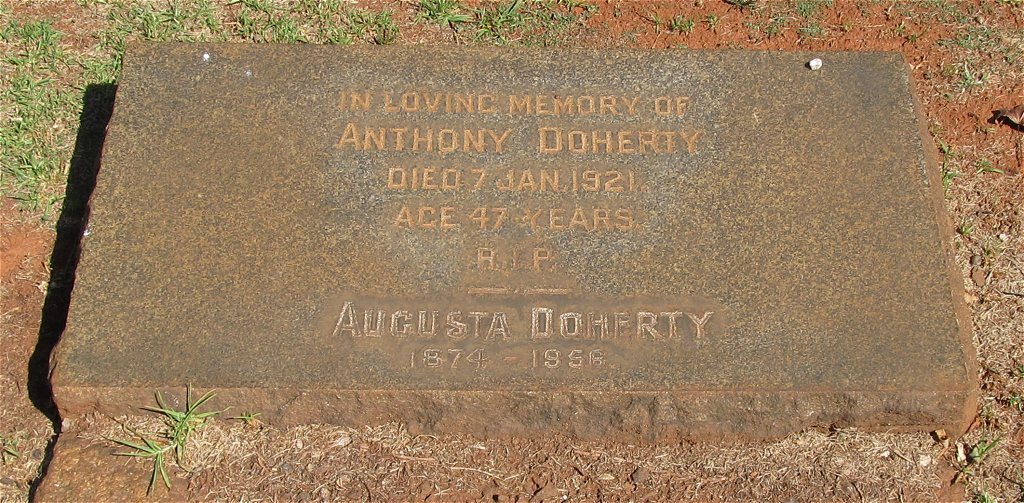 IN LOVING MEMORY OF
ANTHONY DOHERTY
DIED 7 JAN. 1921.
AGE 47 YEARS.
R.I.P.
AUGUSTA DOHERTY
1874 - 1956